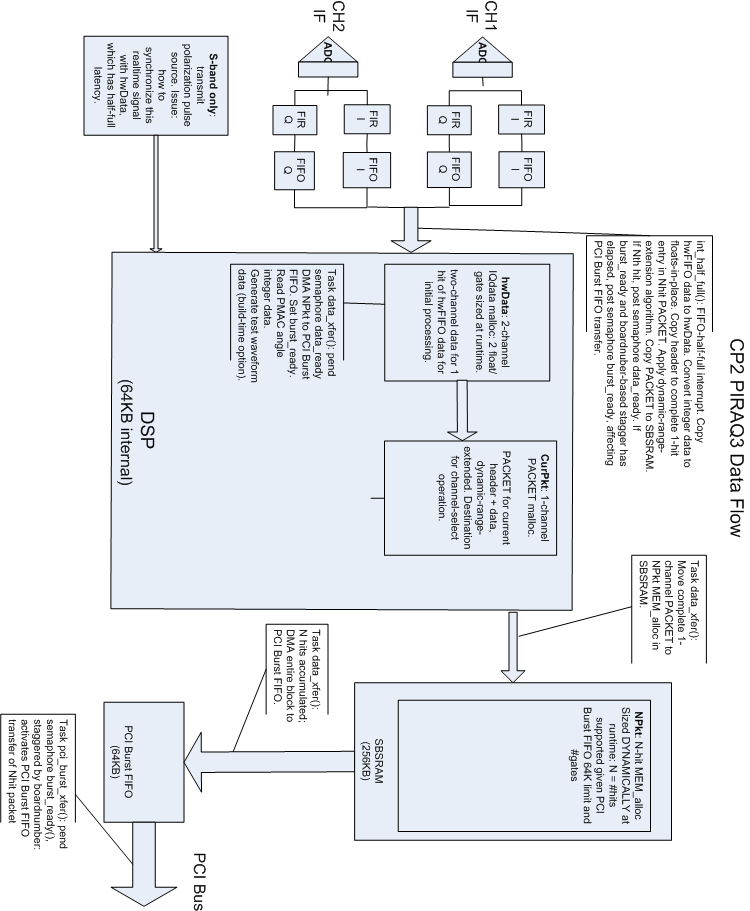 CP2 PIRAQ3 Data Flow
CH1
IF
ADC
FIR
I
FIFO
I
FIR
Q
FIFO
Q
CH2
IF
ADC
FIR
I
FIFO
I
FIR
Q
FIFO
Q
S-band only:
transmit
polarization pulse
source. Issue:
how to
synchronize this
realtime signal
with hwData,
which has half-full
latency.
int_half_full(): FIFO-half-full interrupt. Copy
hwFIFO data to hwData. Convert integer data to
floats-in-place. Copy header to complete 1-hit
entry in Nhit PACKET. Apply dynamic-range-
extension algorithm. Copy PACKET to SBSRAM.
If Nth hit, post semaphore data_ready. If
burst_ready and boardnuber-based stagger has
elapsed, post semaphore burst_ready, affecting
PCI Burst FIFO transfer.
hwData: 2-channel
IQdata malloc: 2 float/
gate sized at runtime.
two-channel data for 1
hit of hwFIFO data for
initial processing
Task data_xfer(): pend
semaphore data_ready
DMA NPkt to PCI Burst
FIFO. Set burst_ready.
Read PMAC angle
integer data.
Generate test waveform
data (build-time option).
CurPkt: 1-channel
PACKET malloc.
PACKET for current
header + data,
dynamic-range-
extended. Destination
for channel-select
operation.
DSP
(64KB internal)
Task data_xfer():
Move complete 1-
channel PACKET to
NPkt MEM_alloc in
SBSRAM.
NPkt: N-hit MEM_alloc
Sized DYNAMICALLY at
runtime: N = #hits
supported given PCI
Burst FIFO 64K limit and
#gates
SBSRAM
(256KB)
Task data_xfer():
N hits accumulated;
DMA entire block to
PCI Burst FIFO.
PCI Burst FIFO
(64KB)
Task pci_burst_xfer(): pend
semaphore burst_ready(),
staggered by boardnumber:
activates PCI Burst FIFO
transfer of Nhit packet
PCI Bus